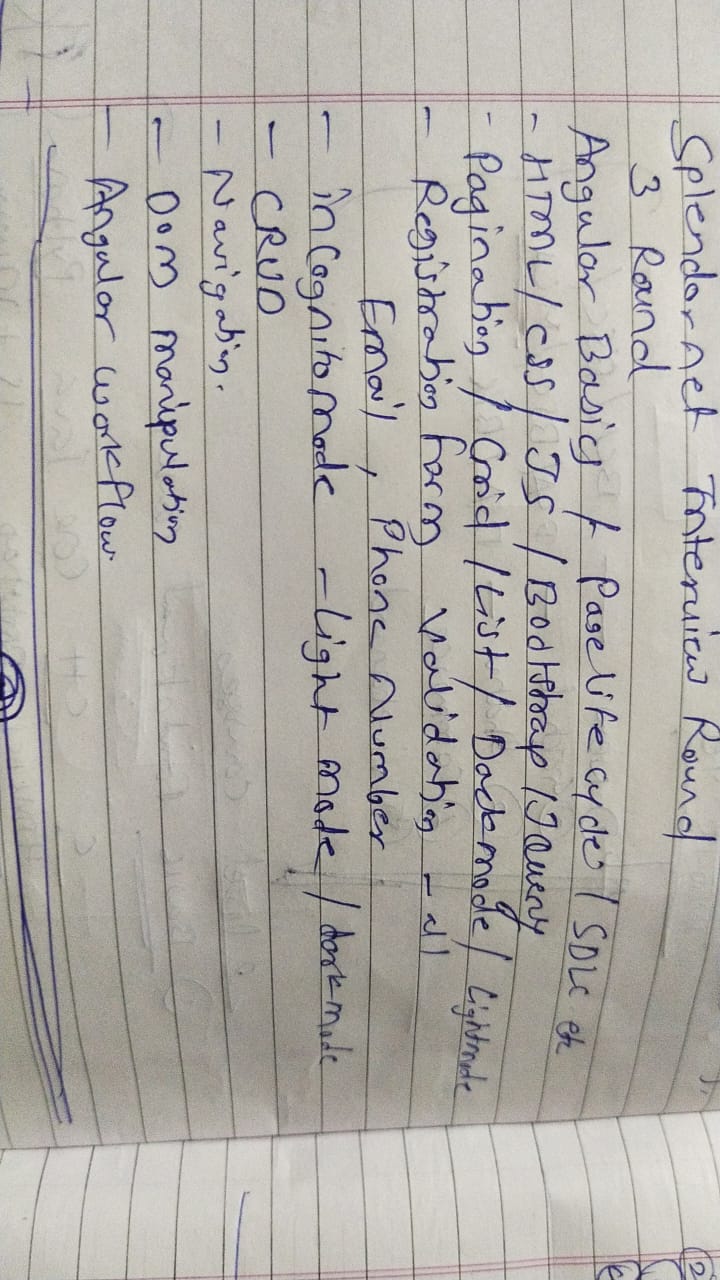 Splendornet Interview Round
3 Round
Angular Basics / Page life cycle / SDLC etc
- HTML / CSS / JS / Bootstrap / JQuery
- Pagination / Grid / List / Darkmode / Lightmode
- Registration form Validation - all
Email , Phone Number
- incognito mode - Light mode / dark mode
- CRUD
- Navigation.
- DOM manipulation
- Angular workflow.